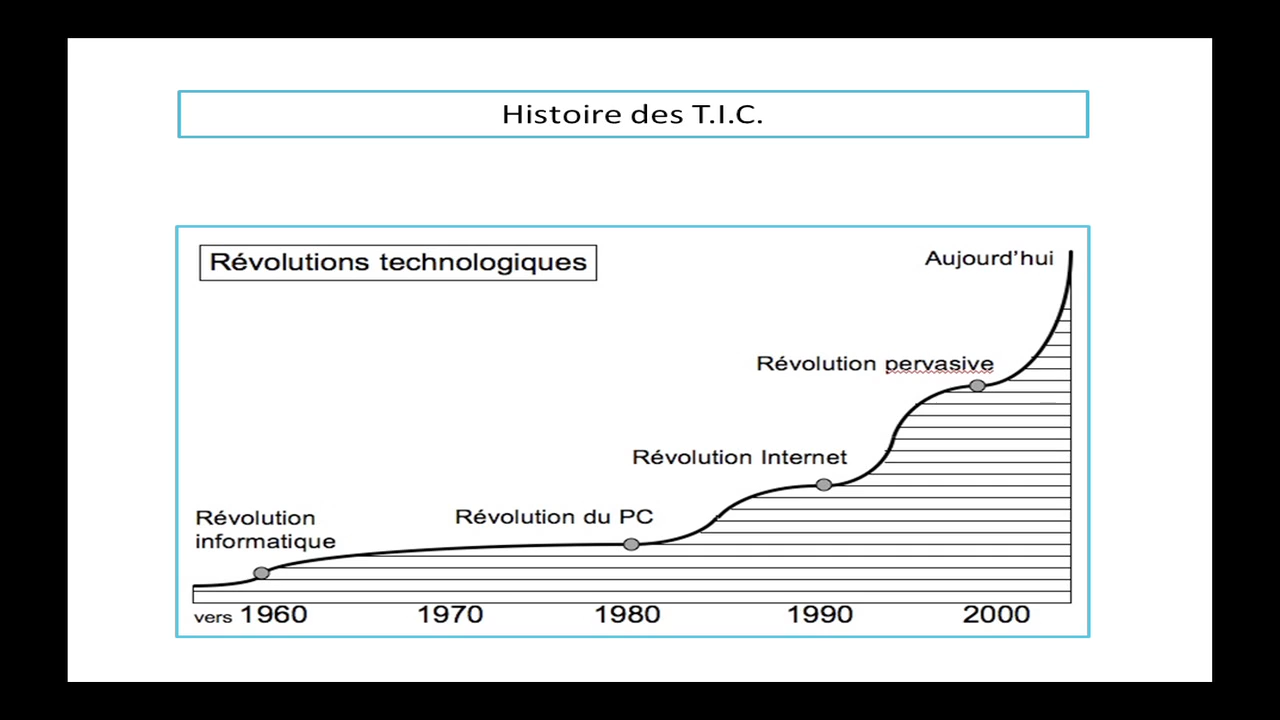 Histoire des T.I.C.
Révolutions technologiques
Aujourd'hui
Révolution pervasive
Révolution Internet
Révolution du PC
Révolution
informatique
vers 1960 1970 1980 1990 2000